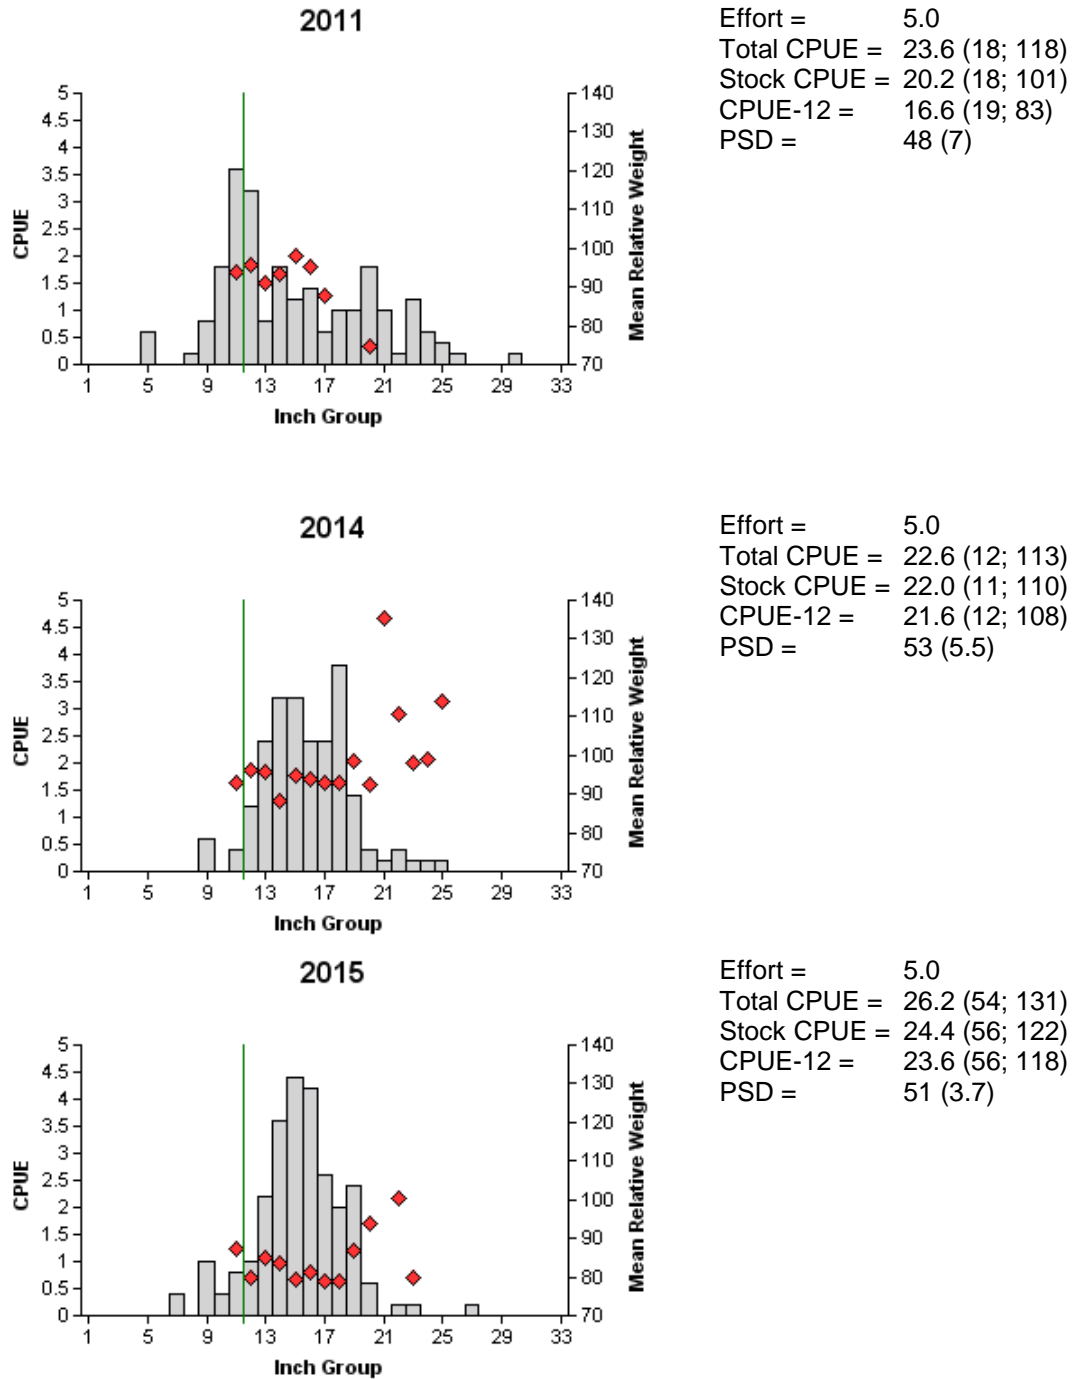 2011
Effort = 5.0
Total CPUE = 23.6 (18; 118)
Stock CPUE = 20.2 (18; 101)
CPUE-12 = 16.6 (19; 83)
PSD = 48 (7)
5
4.5
4
3.5
3
2.5
2
1.5
1
0.5
0
CPUE
140
130
120
110
100
90
80
70
Mean Relative Weight
1 5 9 13 17 21 25 29 33
Inch Group
2014
Effort = 5.0
Total CPUE = 22.6 (12; 113)
Stock CPUE = 22.0 (11; 110)
CPUE-12 = 21.6 (12; 108)
PSD = 53 (5.5)
5
4.5
4
3.5
3
2.5
2
1.5
1
0.5
0
CPUE
140
130
120
110
100
90
80
70
Mean Relative Weight
1 5 9 13 17 21 25 29 33
Inch Group
2015
Effort = 5.0
Total CPUE = 26.2 (54; 131)
Stock CPUE = 24.4 (56; 122)
CPUE-12 = 23.6 (56; 118)
PSD = 51 (3.7)
5
4.5
4
3.5
3
2.5
2
1.5
1
0.5
0
CPUE
140
130
120
110
100
90
80
70
Mean Relative Weight
1 5 9 13 17 21 25 29 33
Inch Group